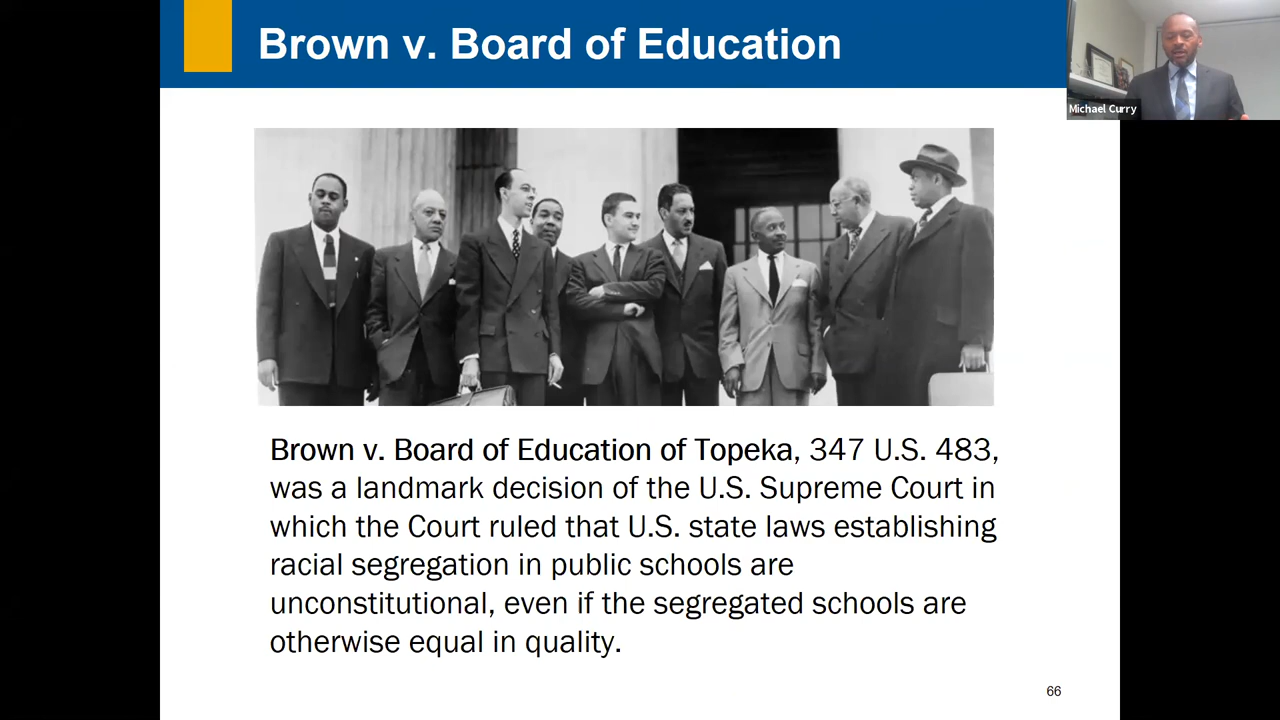 Brown v. Board of Education
Michael Curry
Brown v. Board of Education of Topeka, 347 U.S. 483,
was a landmark decision of the U.S. Supreme Court in
which the Court ruled that U.S. state laws establishing
racial segregation in public schools are
unconstitutional, even if the segregated schools are
otherwise equal in quality.
66